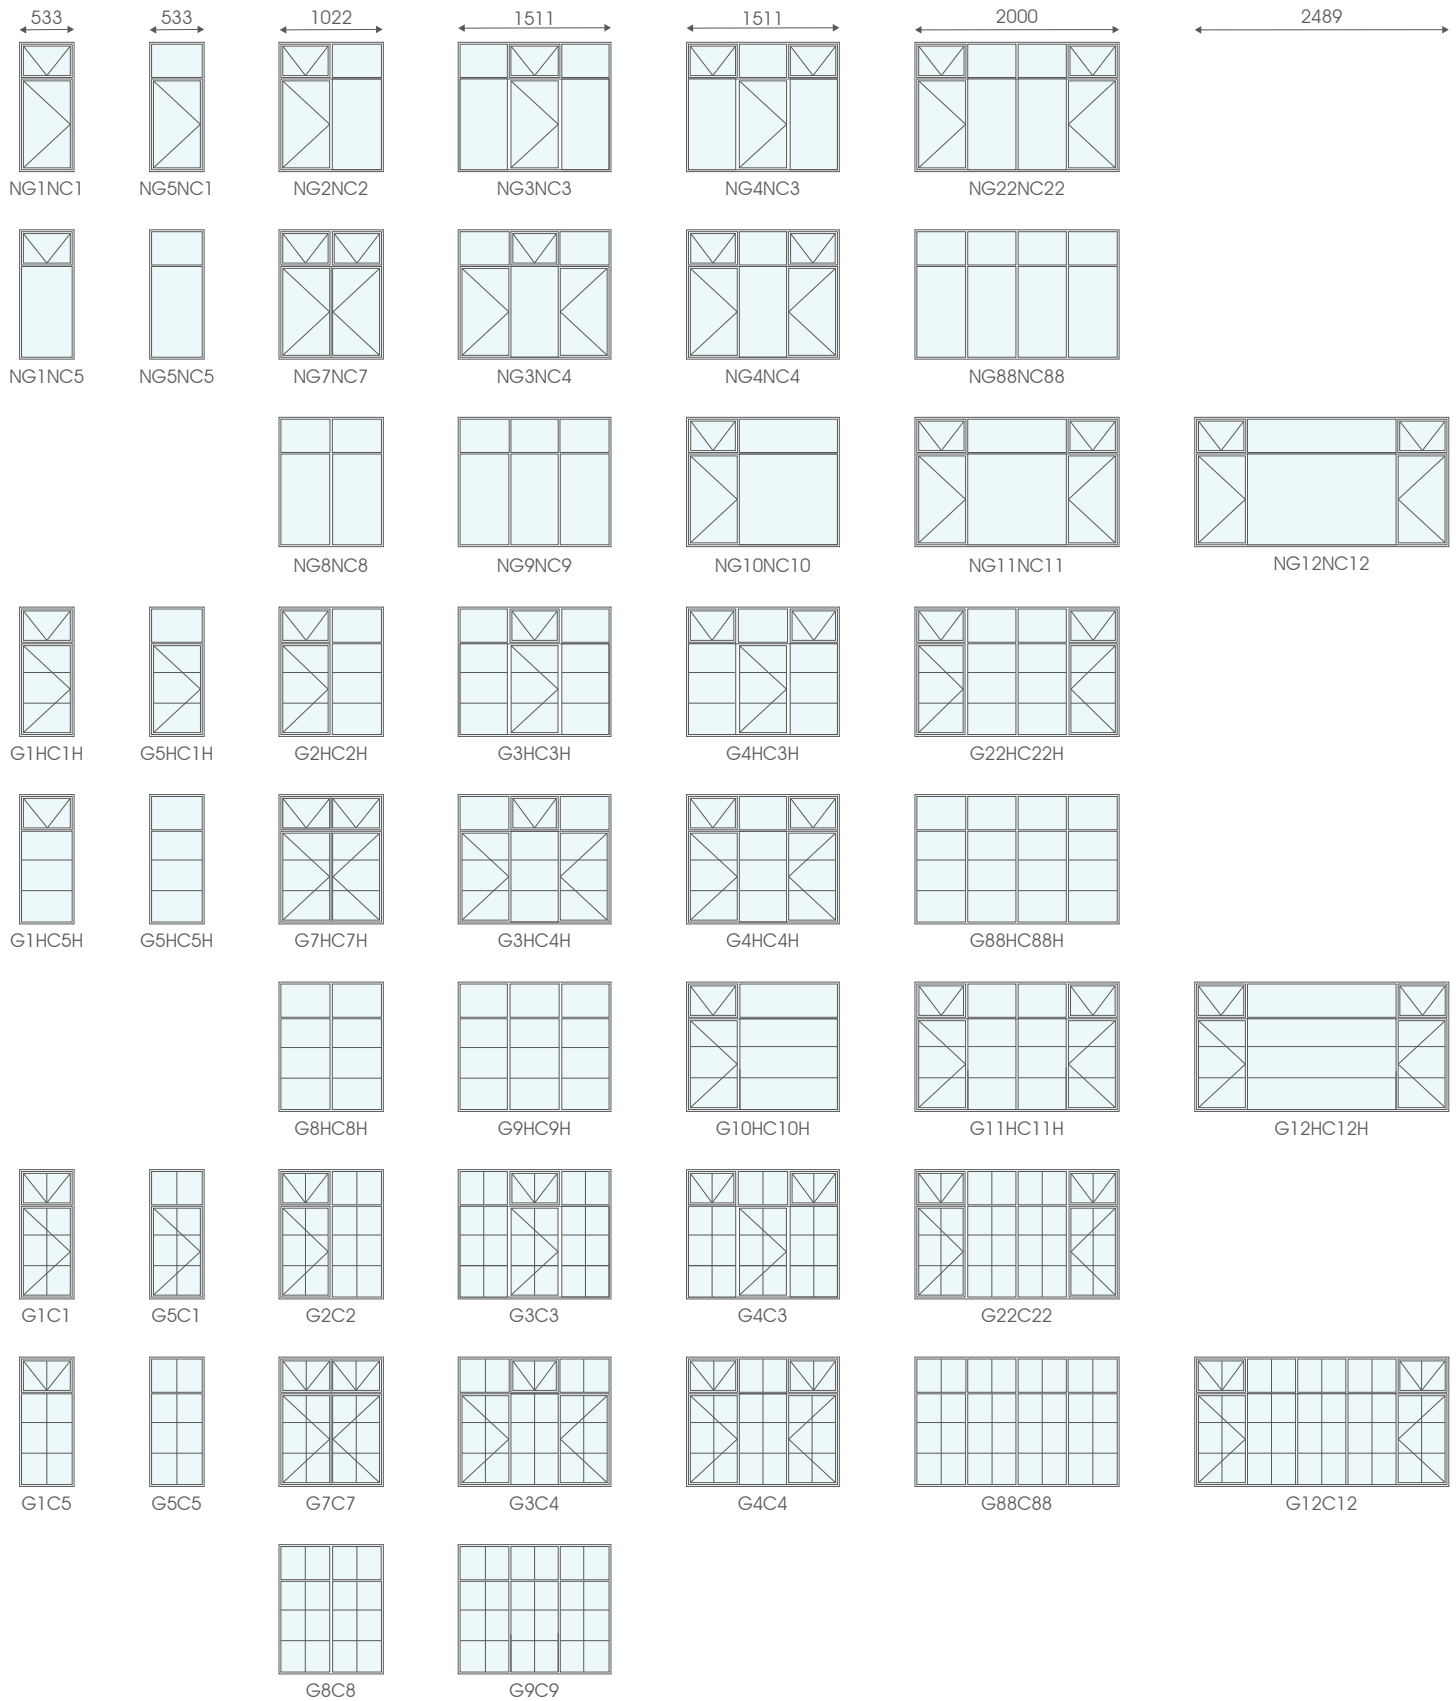 533 533 1022 1511 1511 2000 2489
NG1NC1 NG5NC1 NG2NC2 NG3NC3 NG4NC3 NG22NC22
NG1NC5 NG5NC5 NG7NC7 NG3NC4 NG4NC4 NG88NC88
NG8NC8 NG9NC9 NG10NC10 NG11NC11 NG12NC12
G1HC1H G5HC1H G2HC2H G3HC3H G4HC3H G22HC22H
G1HC5H G5HC5H G7HC7H G3HC4H G4HC4H G88HC88H
G8HC8H G9HC9H G10HC10H G11HC11H G12HC12H
G1C1 G5C1 G2C2 G3C3 G4C3 G22C22
G1C5 G5C5 G7C7 G3C4 G4C4 G88C88 G12C12
G8C8 G9C9